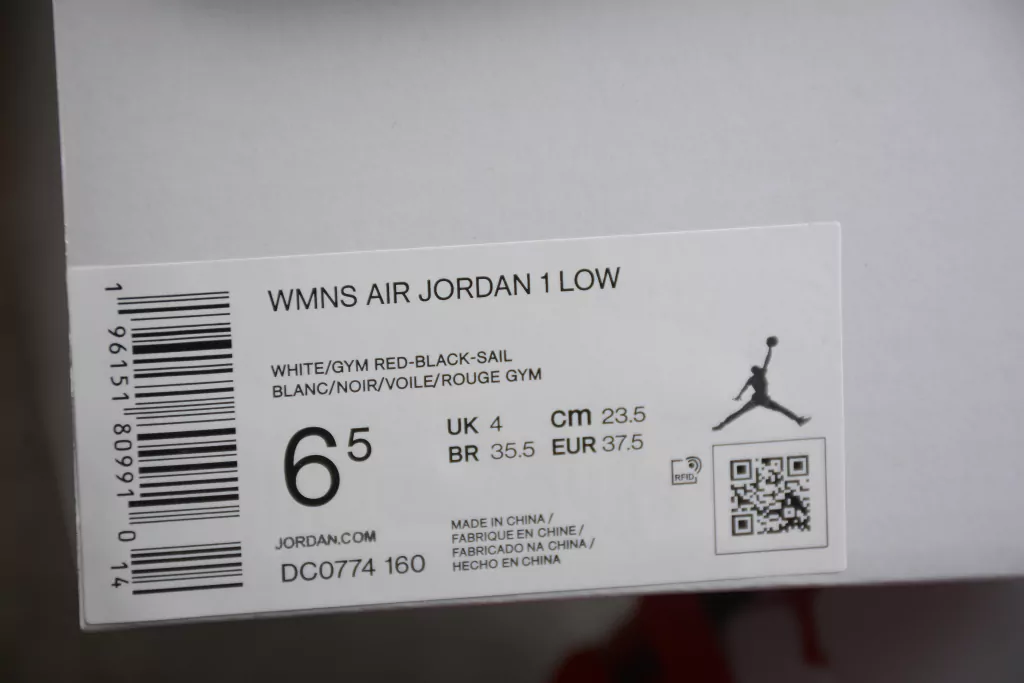 WMNS AIR JORDAN 1 LOW
WHITE/GYM RED-BLACK-SAIL
BLANC/NOIR/VOILE/ROUGE GYM
6 5
UK 4 cm 23.5
BR 35.5 EUR 37.5
RFID
JORDAN.COM
DC0774 160
MADE IN CHINA /
FABRIQUE EN CHINE /
FABRICADO NA CHINA /
HECHO EN CHINA
1 96151 80991 0 14